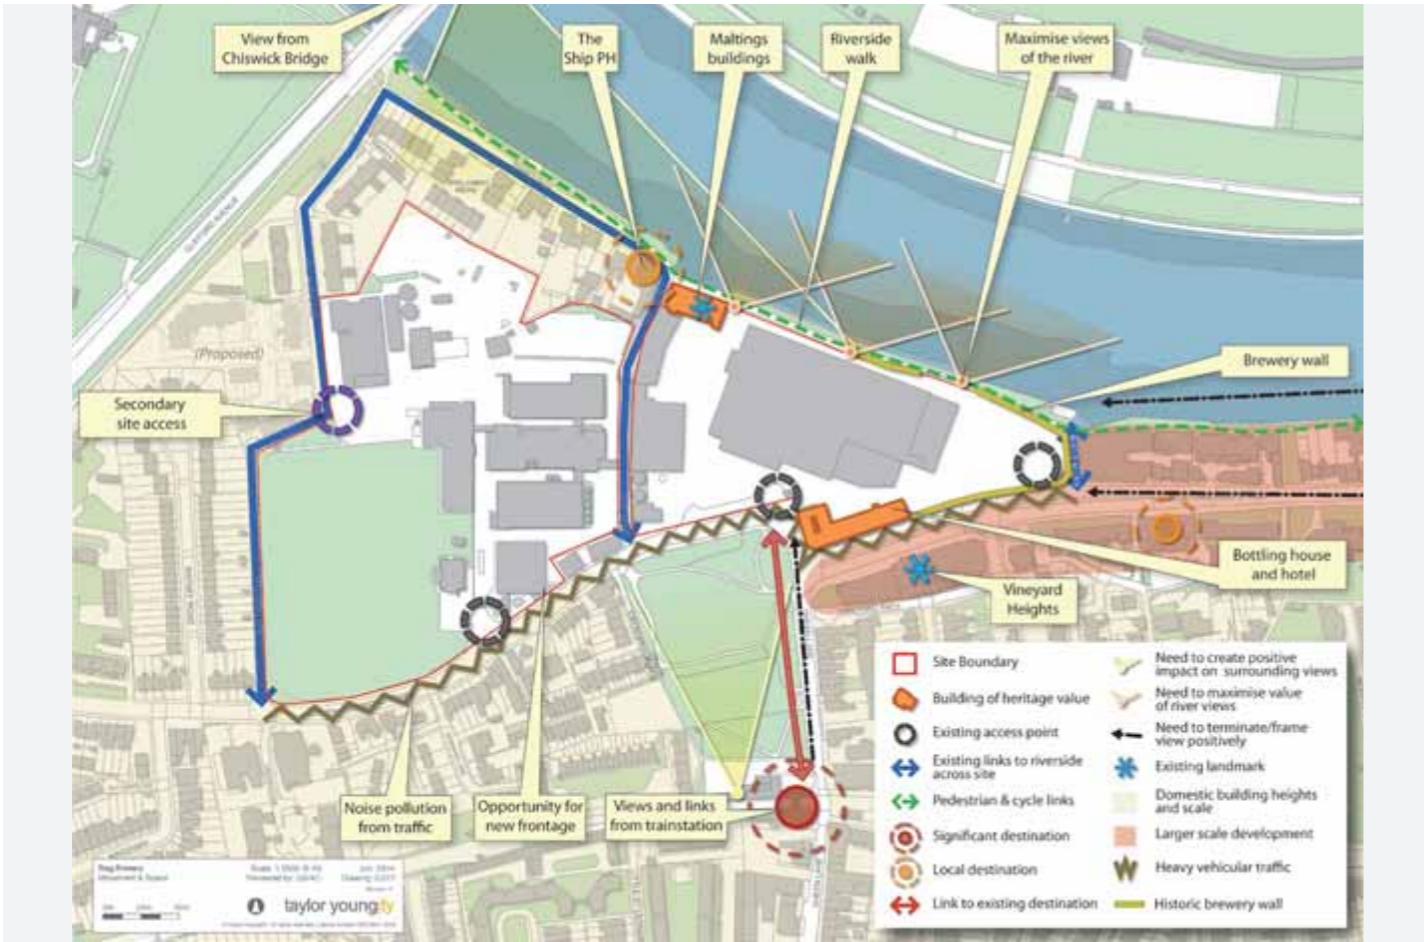 View from
Chiswick Bridge
The
Ship PH
Maltings
buildings
Riverside
walk
Maximise views
of the river
CLIFFORD AVENUE
(Proposed)
Secondary
site access
Brewery wall
Bottling house
and hotel
Vineyard
Heights
Noise pollution
from traffic
Opportunity for
new frontage
Views and links
from trainstation
Site Boundary
Building of heritage value
Existing access point
Existing links to riverside
across site
Pedestrian & cycle links
Significant destination
Local destination
Link to existing destination
Need to create positive
impact on surrounding views
Need to maximise value
of river views
Need to terminate/frame
view positively
Existing landmark
Domestic building heights
and scale
Larger scale development
Heavy vehicular traffic
Historic brewery wall
taylor young:ty